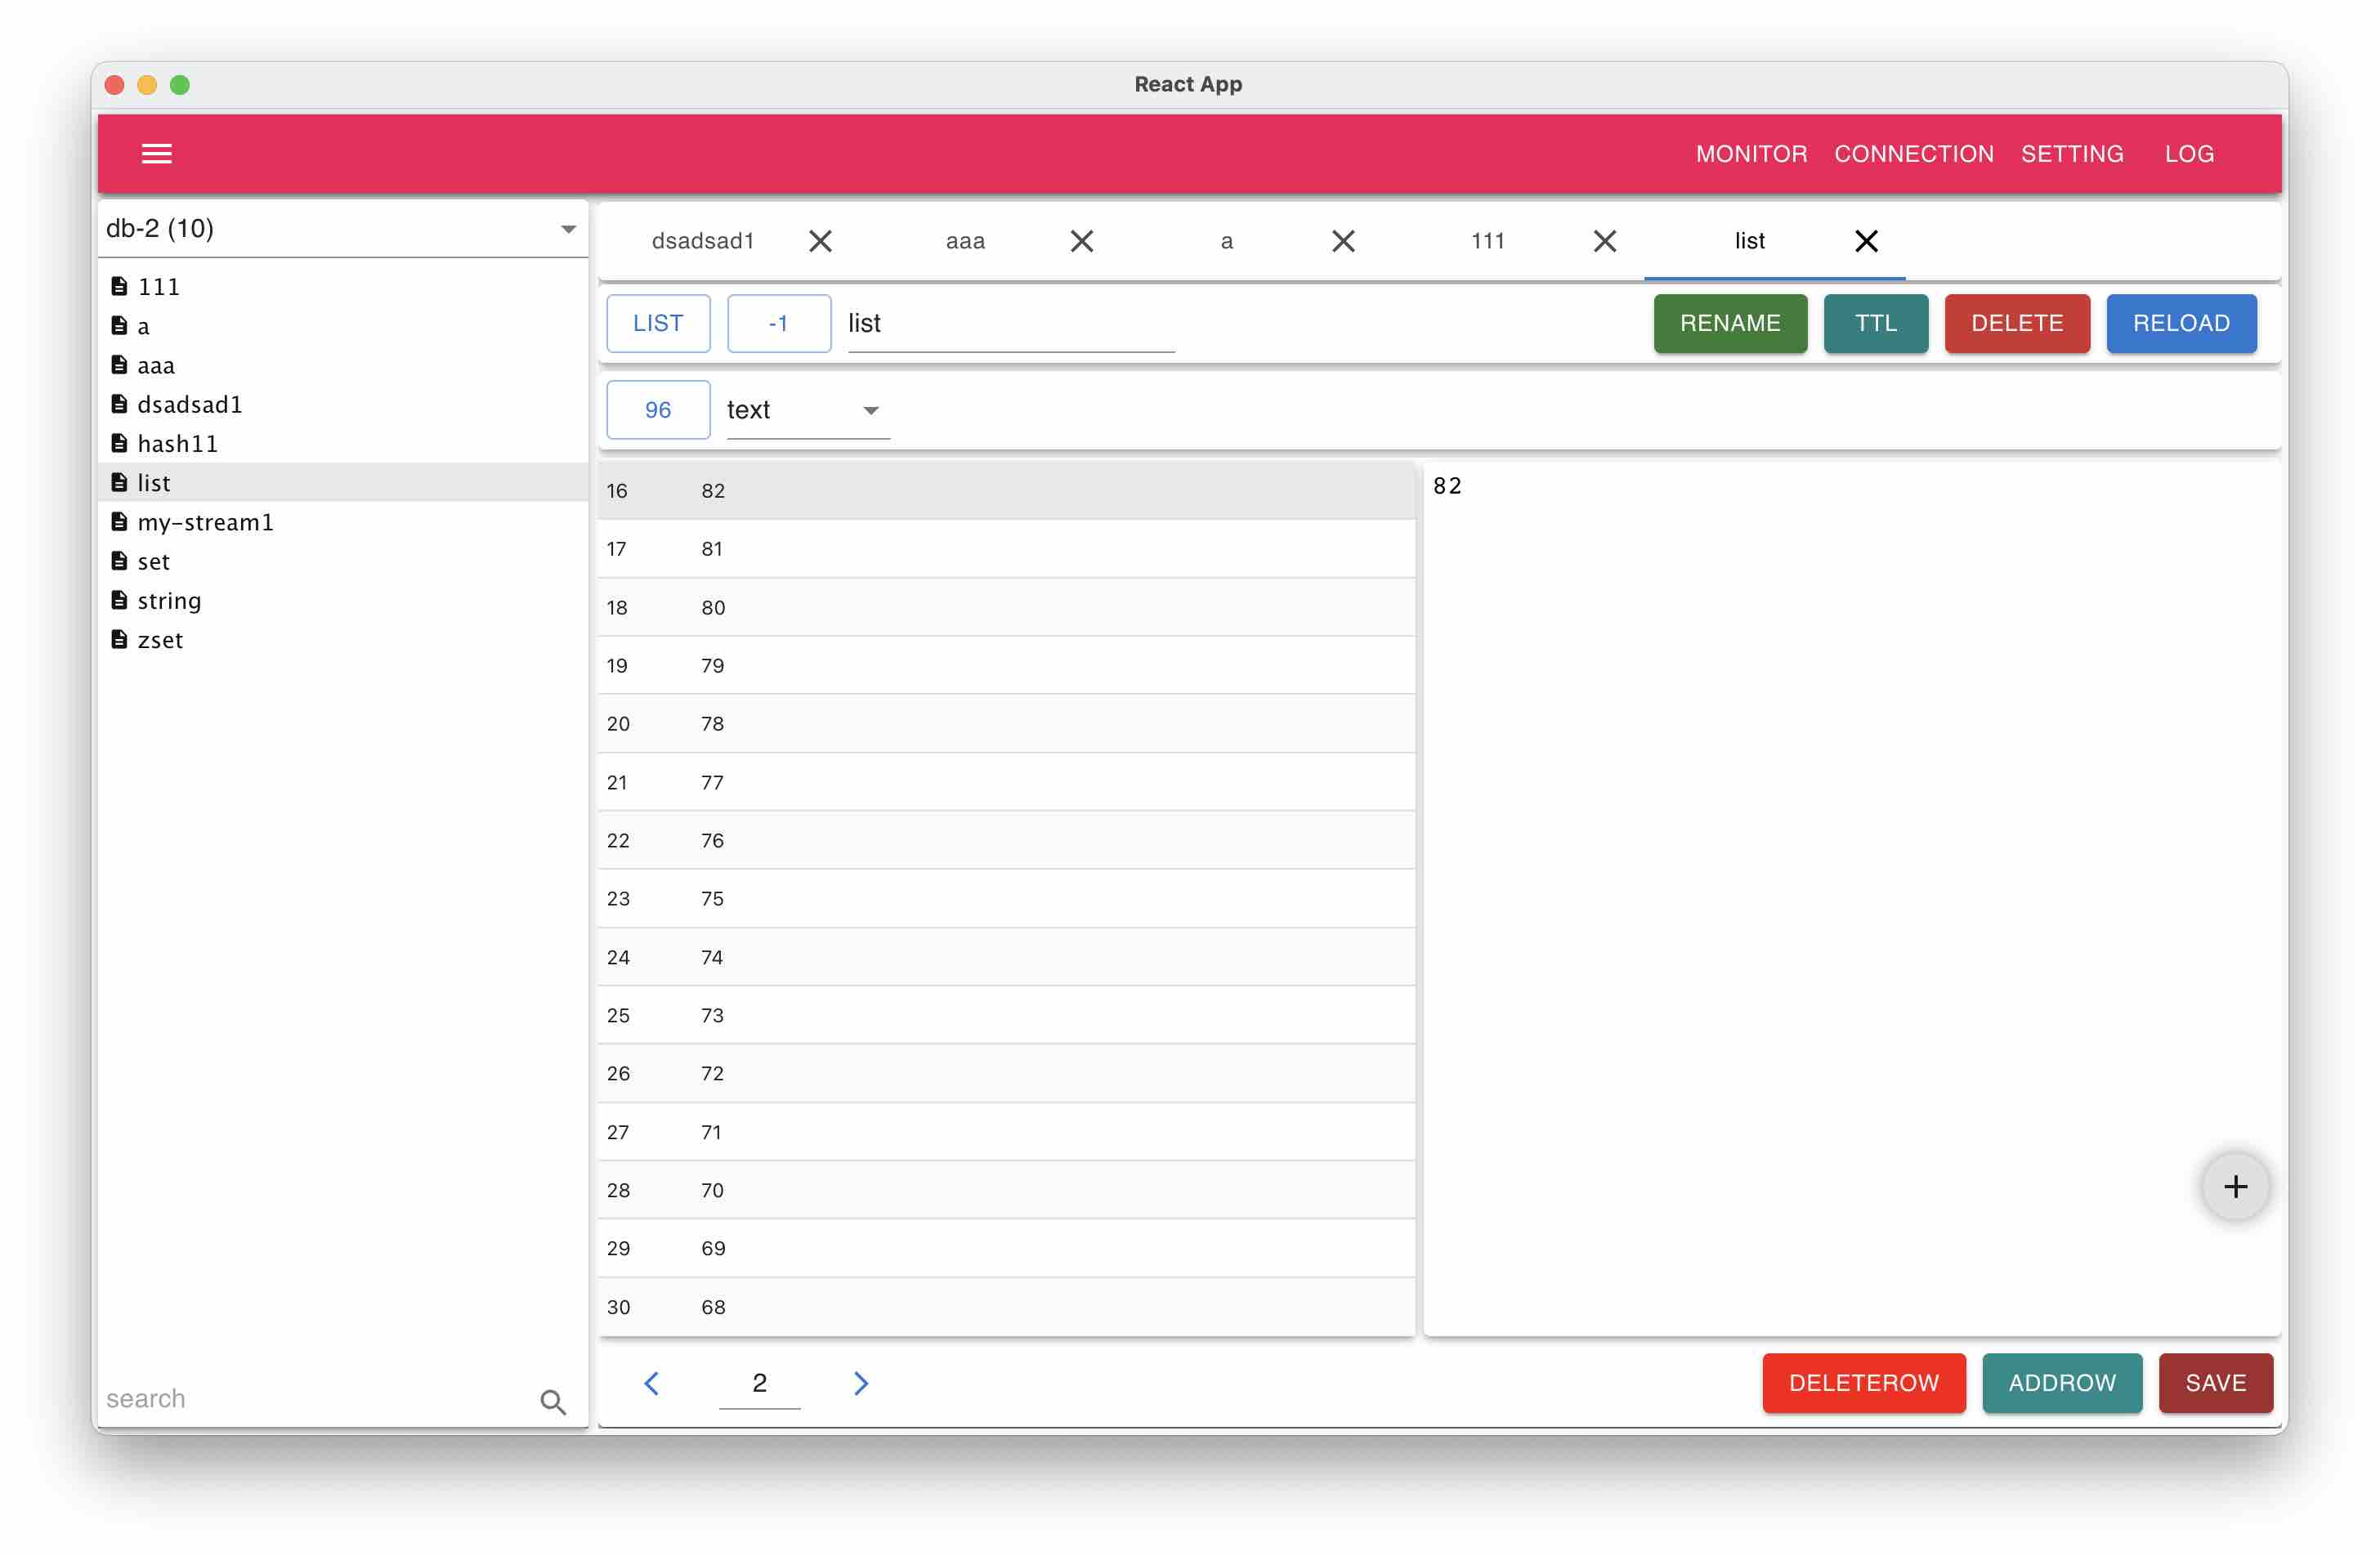 React App
MONITOR CONNECTION SETTING LOG
db-2 (10)
111
a
aaa
dsadsad1
hash11
list
my-stream1
set
string
zset
search
dsadsad1 aaa a 111 list
LIST -1 list RENAME TTL DELETE RELOAD
96 text
16 82
17 81
18 80
19 79
20 78
21 77
22 76
23 75
24 74
25 73
26 72
27 71
28 70
29 69
30 68
82
2 DELETEROW ADDROW SAVE